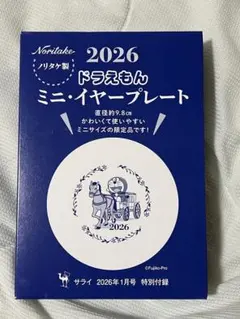 Noritake
ノリタケ製
2026
ドラえもん
ミニ・イヤープレート
直径約9.8cm
かわいくて使いやすい
ミニサイズの限定品です!
2026
©Fujiko-Pro
サライ 2026年1月号 特別付録